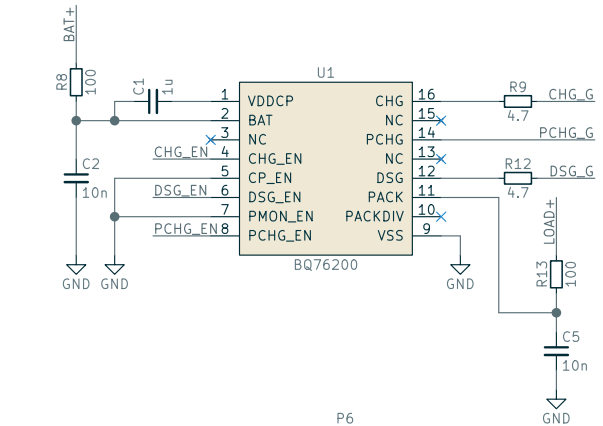 BAT+
R8
100
C1
1u
C2
10n
GND
GND
CHG_EN
DSG_EN
PCHG_EN
U1
1 VDDCP
2 BAT
3 NC
4 CHG_EN
5 CP_EN
6 DSG_EN
7 PMON_EN
8 PCHG_EN
CHG 16
NC 15
PCHG 14
NC 13
DSG 12
PACK 11
PACKDIV 10
VSS 9
BQ76200
GND
R9
4.7
CHG_G
PCHG_G
R12
4.7
DSG_G
LOAD+
R13
100
C5
10n
GND
P6